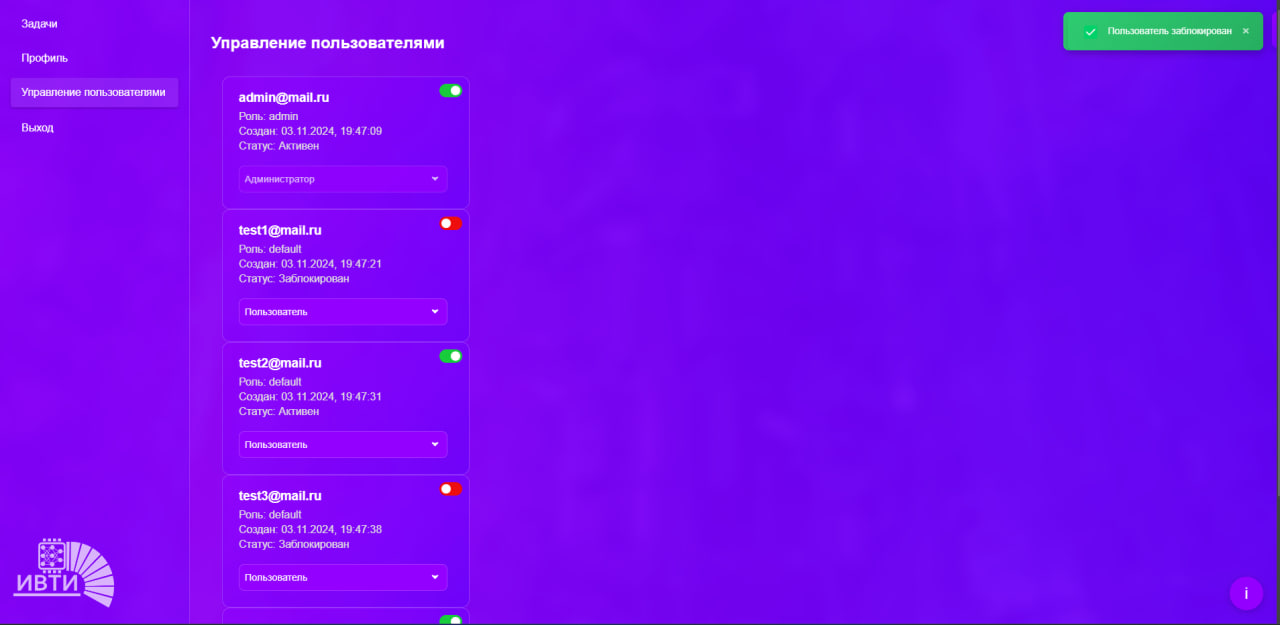 Задачи
Профиль
Управление пользователями
Выход
Управление пользователями
Пользователь заблокирован ×
admin@mail.ru
Роль: admin
Создан: 03.11.2024, 19:47:09
Статус: Активен
Администратор
test1@mail.ru
Роль: default
Создан: 03.11.2024, 19:47:21
Статус: Заблокирован
Пользователь
test2@mail.ru
Роль: default
Создан: 03.11.2024, 19:47:31
Статус: Активен
Пользователь
test3@mail.ru
Роль: default
Создан: 03.11.2024, 19:47:38
Статус: Заблокирован
Пользователь
ИВТИ
i